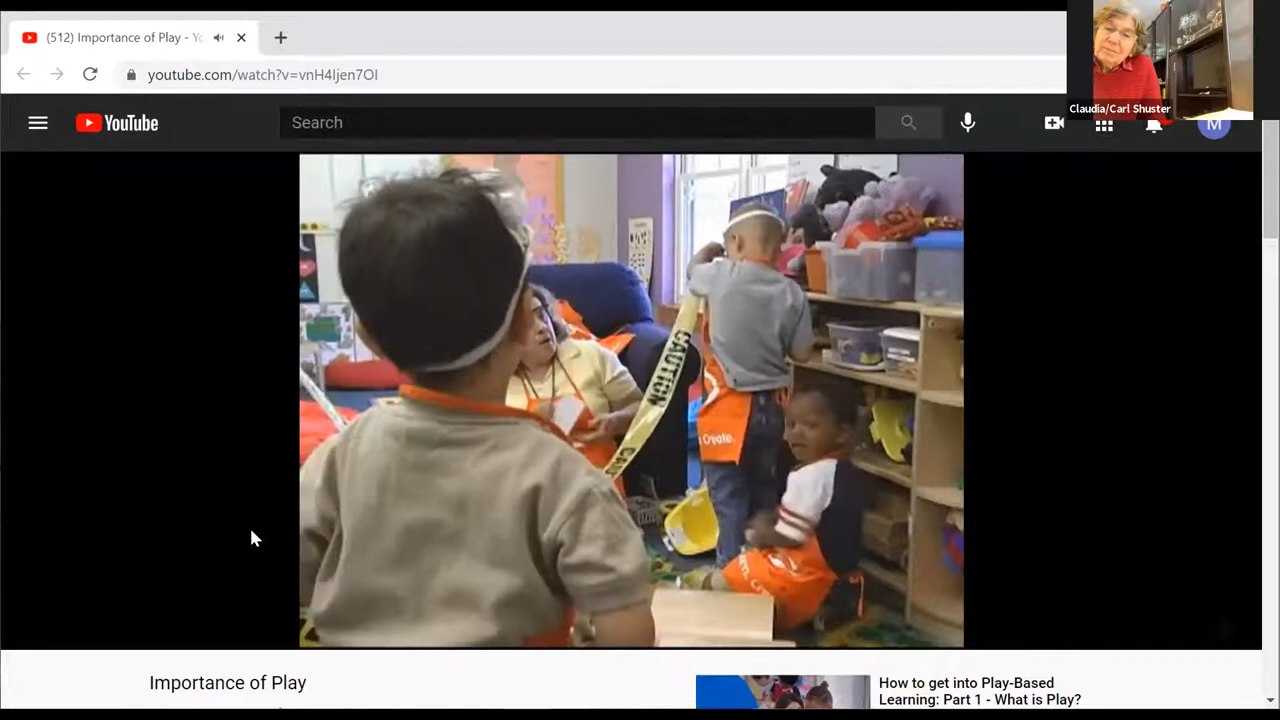 (512) Importance of Play - Yo
youtube.com/watch?v=vnH4Ijen7OI
Claudia/Carl Shuster
YouTube
Search
M
CAUTION
Create.
Importance of Play
How to get into Play-Based
Learning: Part 1 - What is Play?